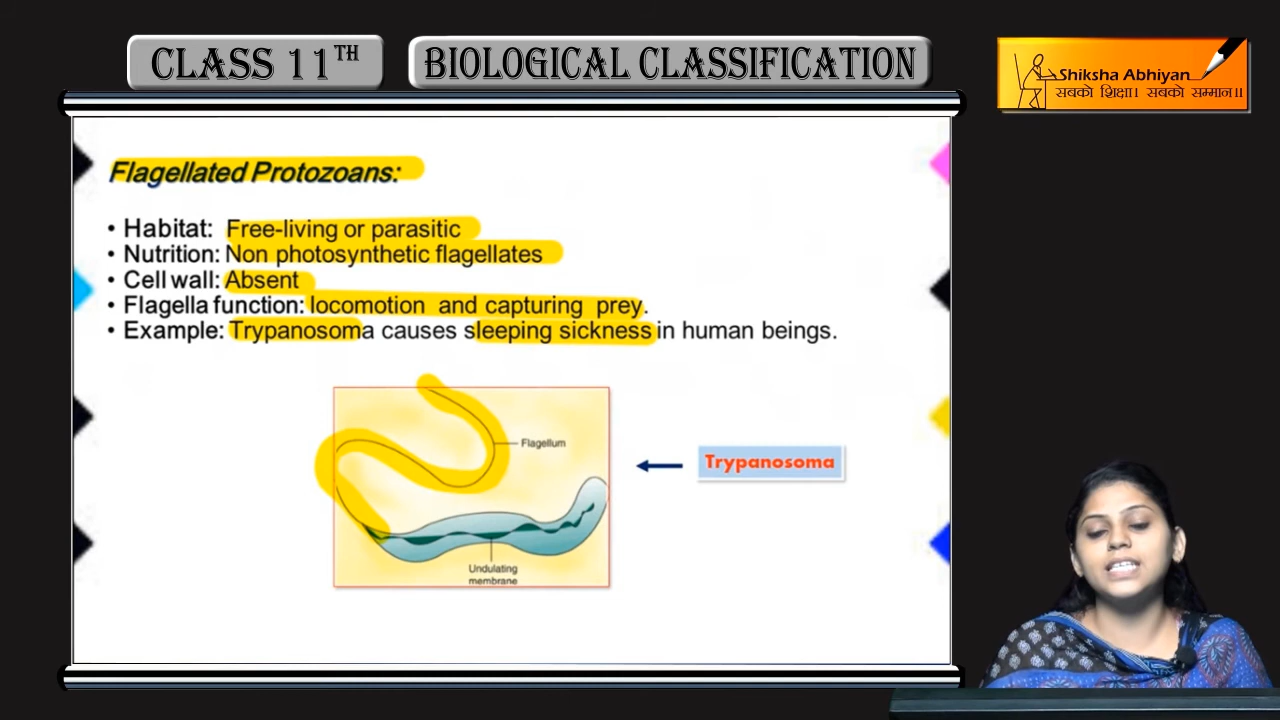 CLASS 11TH
BIOLOGICAL CLASSIFICATION
Shiksha Abhiyan
सबको शिक्षा। सबको सम्मान॥
Flagellated Protozoans:
• Habitat: Free-living or parasitic
• Nutrition: Non photosynthetic flagellates
• Cell wall: Absent
• Flagella function: locomotion and capturing prey.
• Example: Trypanosoma causes sleeping sickness in human beings.
Flagellum
Trypanosoma
Undulating
membrane